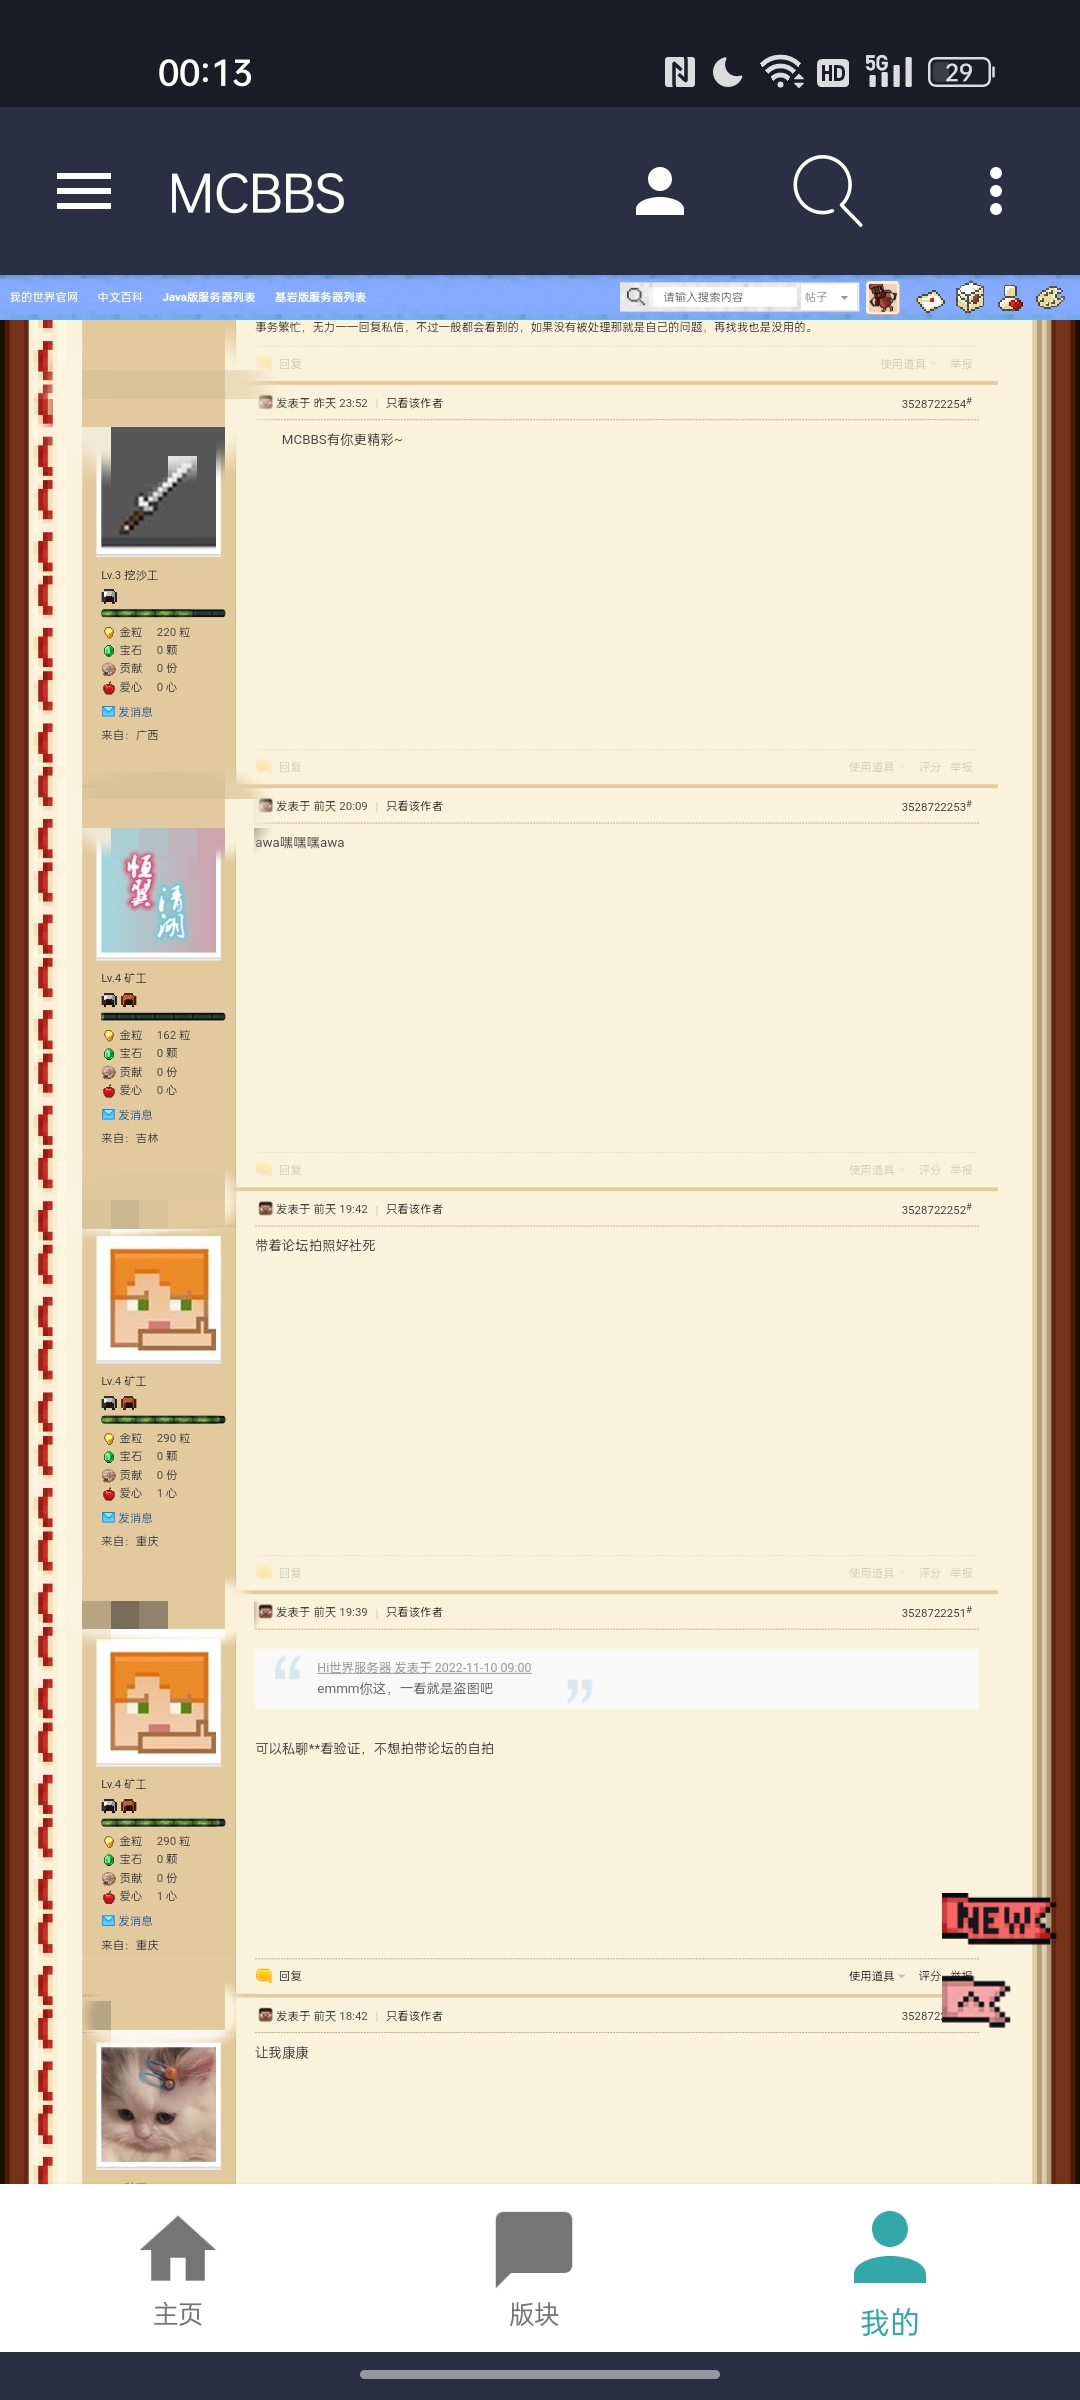 00:13
HD
5G
29
MCBBS
我的世界官网 中文百科 Java版服务器列表 基岩版服务器列表 请输入搜索内容 帖子
事务繁忙，无力一一回复私信，不过一般都会看到的，如果没有被处理那就是自己的问题，再找我也是没用的。
回复 使用道具 举报
发表于 昨天 23:52 | 只看该作者 3528722254#
MCBBS有你更精彩~
Lv.3 挖沙工
金粒 220 粒
宝石 0 颗
贡献 0 份
爱心 0 心
发消息
来自：广西
回复 使用道具 评分 举报
发表于 前天 20:09 | 只看该作者 3528722253#
awa嘿嘿嘿awa
恒翼
清湖
Lv.4 矿工
金粒 162 粒
宝石 0 颗
贡献 0 份
爱心 0 心
发消息
来自：吉林
回复 使用道具 评分 举报
发表于 前天 19:42 | 只看该作者 3528722252#
带着论坛拍照好社死
Lv.4 矿工
金粒 290 粒
宝石 0 颗
贡献 0 份
爱心 1 心
发消息
来自：重庆
回复 使用道具 评分 举报
发表于 前天 19:39 | 只看该作者 3528722251#
Hi世界服务器 发表于 2022-11-10 09:00
emmm你这，一看就是盗图吧
可以私聊**看验证，不想拍带论坛的自拍
Lv.4 矿工
金粒 290 粒
宝石 0 颗
贡献 0 份
爱心 1 心
发消息
来自：重庆
NEW
回复 使用道具 评分 举报
发表于 前天 18:42 | 只看该作者 352872
让我康康
主页 版块 我的